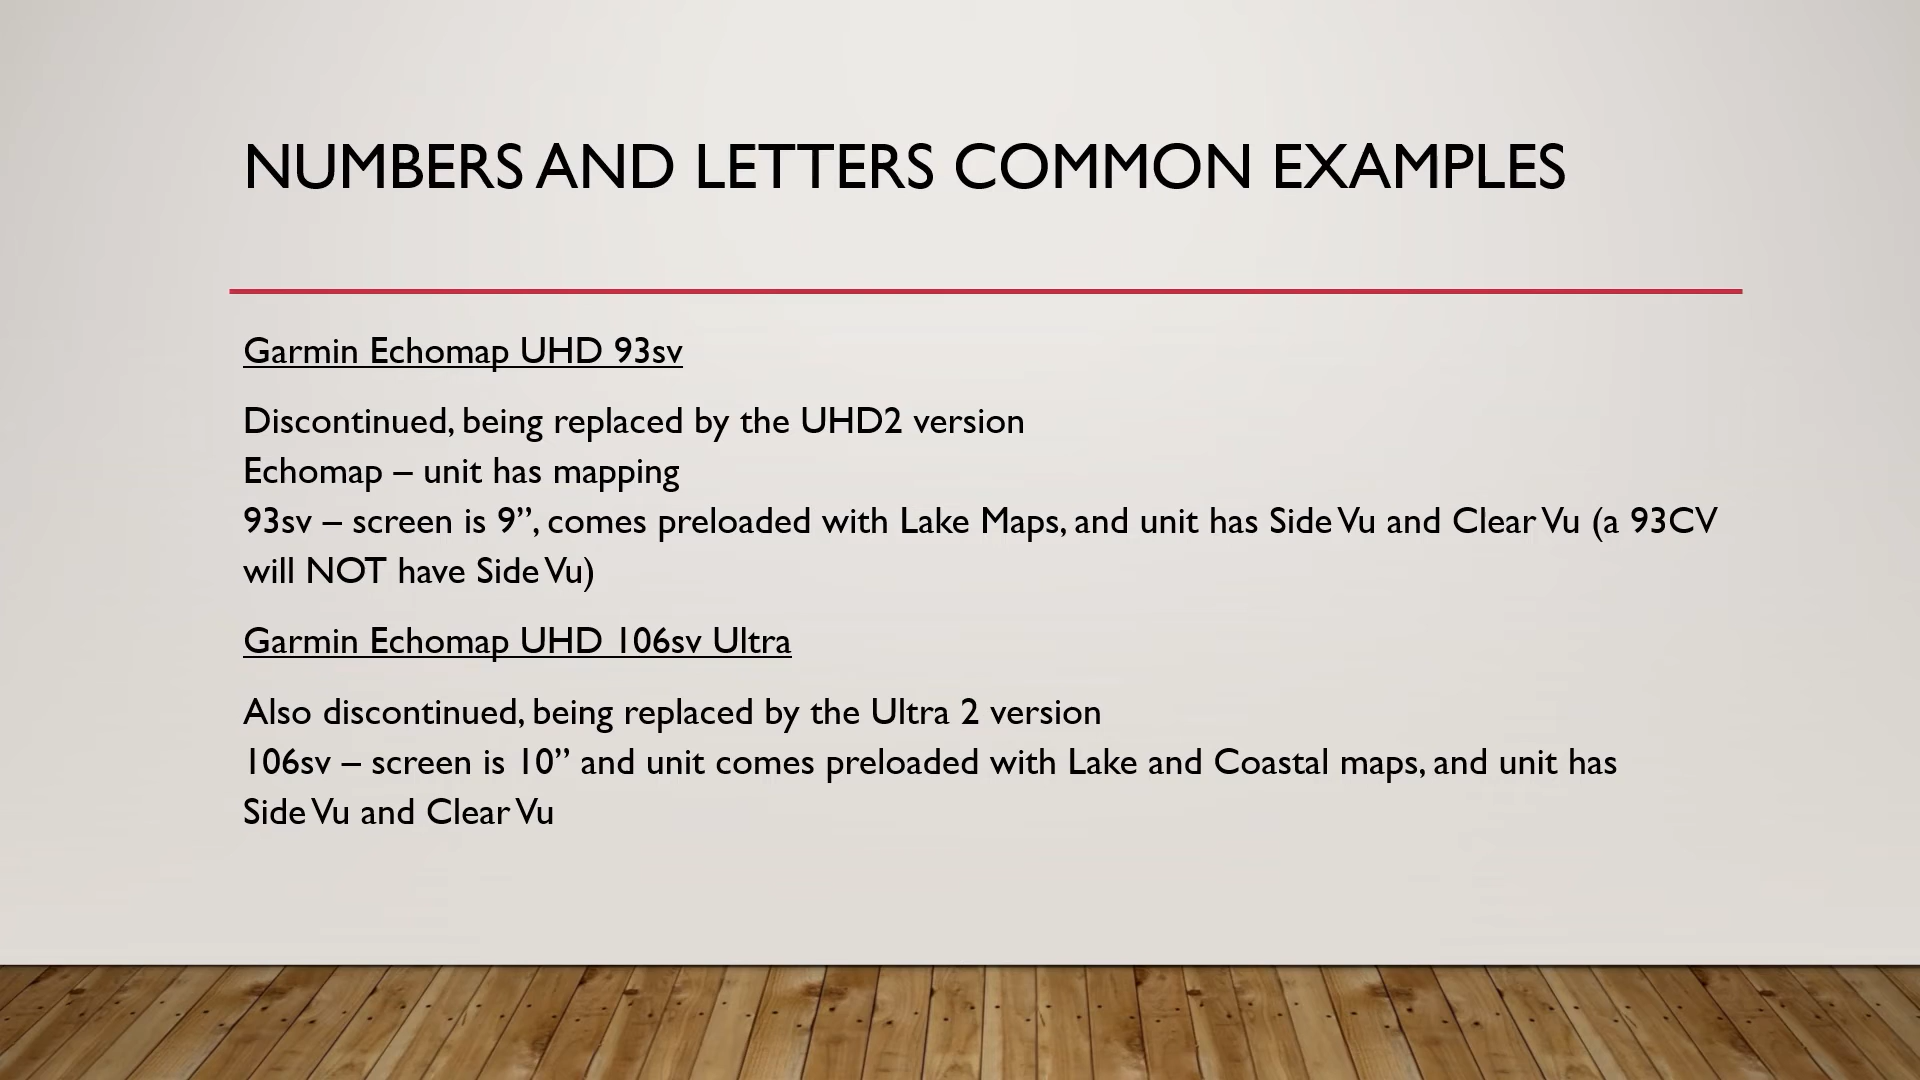 NUMBERS AND LETTERS COMMON EXAMPLES
Garmin Echomap UHD 93sv
Discontinued, being replaced by the UHD2 version
Echomap – unit has mapping
93sv – screen is 9”, comes preloaded with Lake Maps, and unit has Side Vu and Clear Vu (a 93CV
will NOT have Side Vu)
Garmin Echomap UHD 106sv Ultra
Also discontinued, being replaced by the Ultra 2 version
106sv – screen is 10” and unit comes preloaded with Lake and Coastal maps, and unit has
Side Vu and Clear Vu